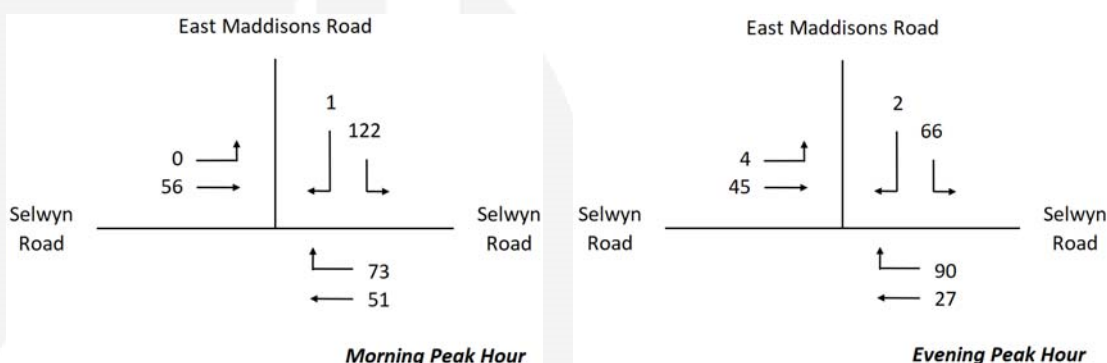 East Maddisons Road
1
122
0
56
Selwyn
Road
Selwyn
Road
73
51
Morning Peak Hour
East Maddisons Road
2
66
4
45
Selwyn
Road
Selwyn
Road
90
27
Evening Peak Hour